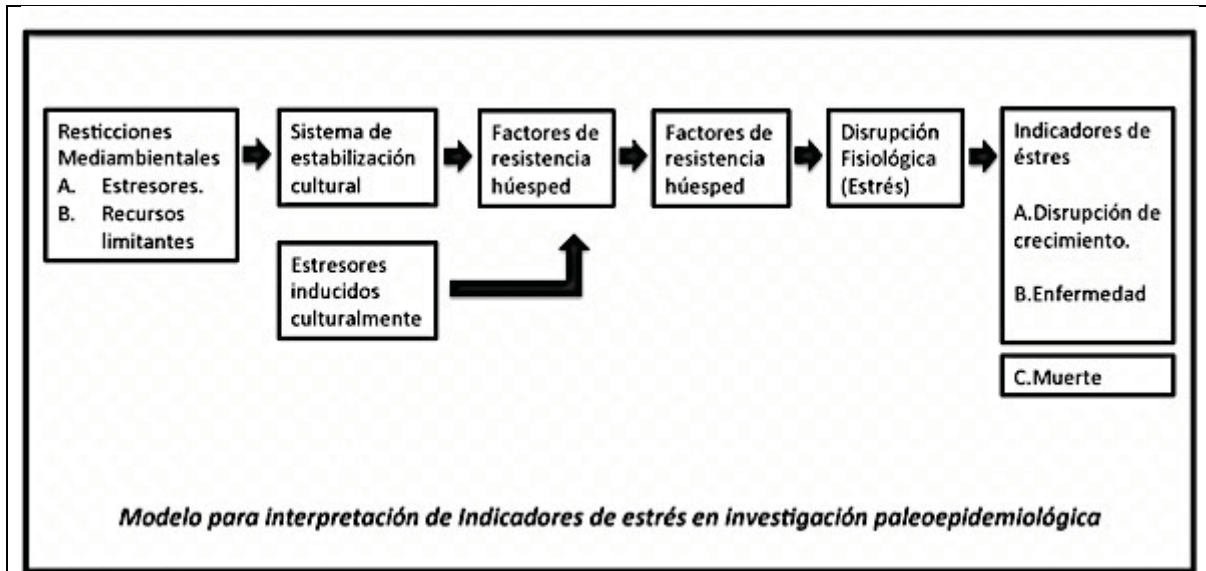 Resticciones
Mediambientales
A. Estresores.
B. Recursos
limitantes
Sistema de
estabilización
cultural
Estresores
inducidos
culturalmente
Factores de
resistencia
húesped
Factores de
resistencia
húesped
Disrupción
Fisiológica
(Estrés)
Indicadores de
éstres
A.Disrupción de
crecimiento.
B.Enfermedad
C.Muerte
Modelo para interpretación de Indicadores de estrés en investigación paleoepidemiológica